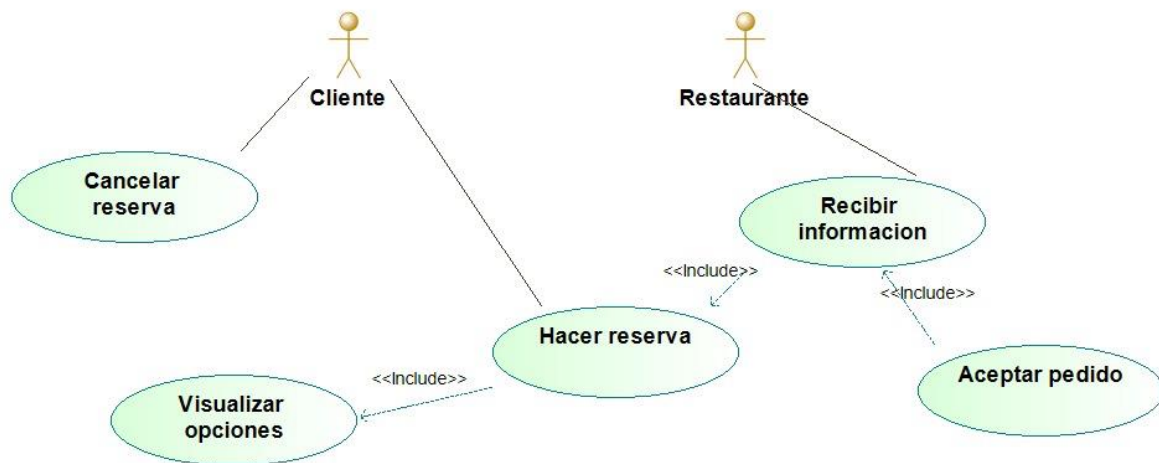 Cliente
Restaurante
Cancelar
reserva
Recibir
informacion
<<Include>>
<<Include>>
Hacer reserva
Aceptar pedido
<<Include>>
Visualizar
opciones